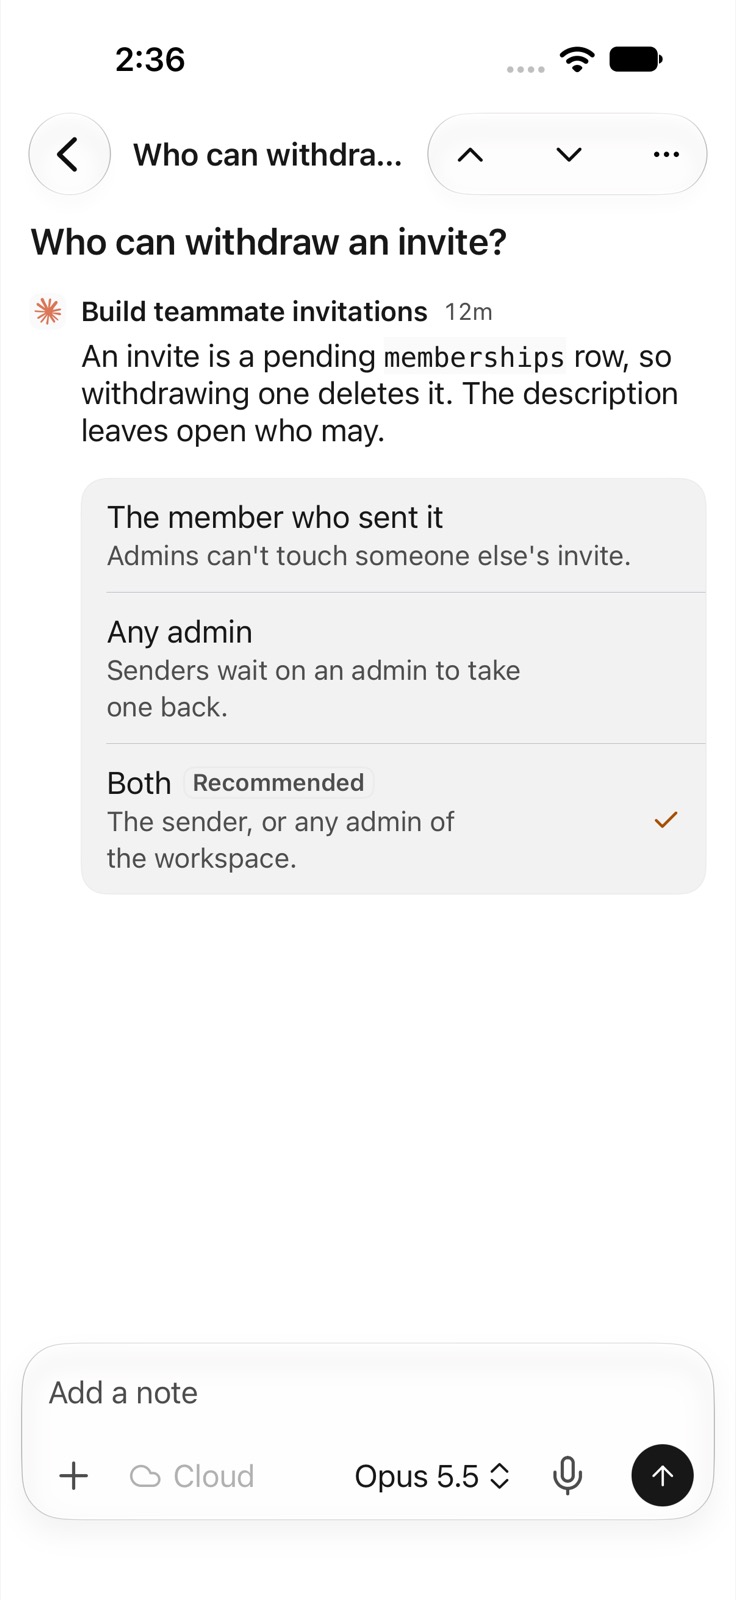 2:36
Who can withdra...
Who can withdraw an invite?
Build teammate invitations 12m
An invite is a pending memberships row, so
withdrawing one deletes it. The description
leaves open who may.
The member who sent it
Admins can't touch someone else's invite.
Any admin
Senders wait on an admin to take
one back.
Both Recommended
The sender, or any admin of
the workspace.
Add a note
Cloud Opus 5.5